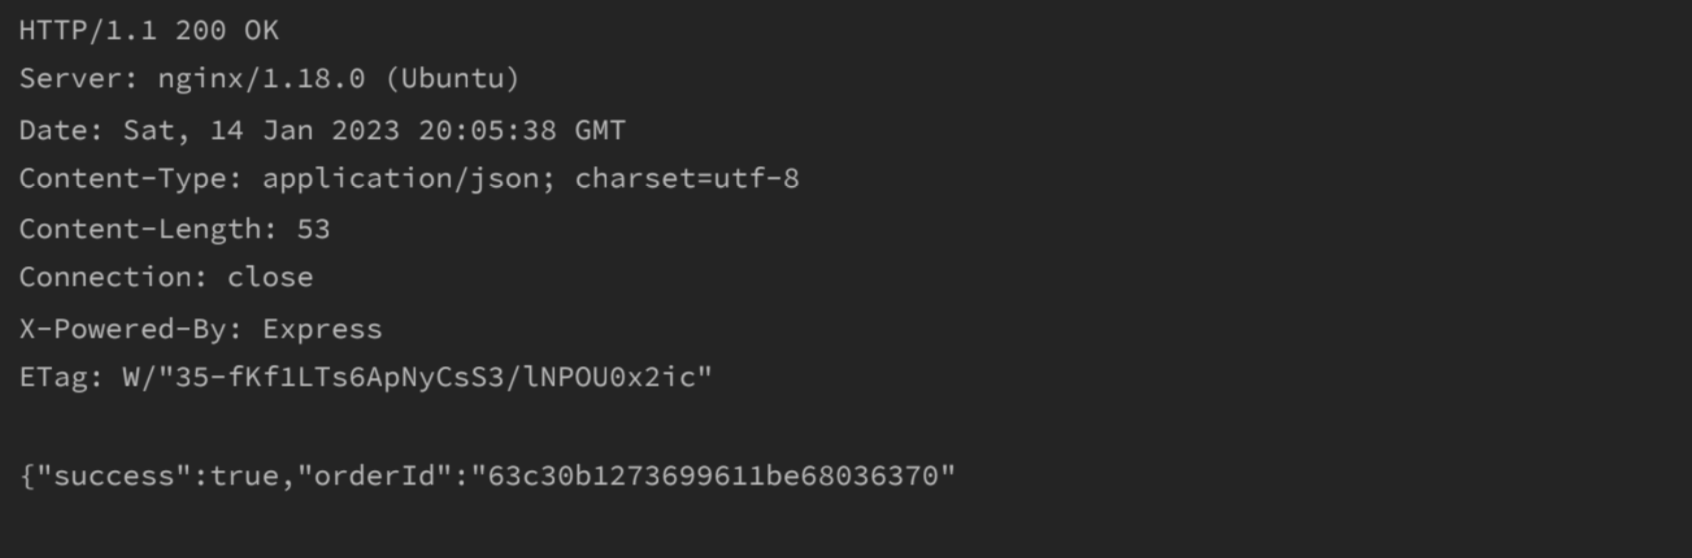 HTTP/1.1 200 OK
Server: nginx/1.18.0 (Ubuntu)
Date: Sat, 14 Jan 2023 20:05:38 GMT
Content-Type: application/json; charset=utf-8
Content-Length: 53
Connection: close
X-Powered-By: Express
ETag: W/"35-fKf1LTs6ApNyCsS3/lNPOU0x2ic"
{"success":true,"orderId":"63c30b1273699611be68036370"